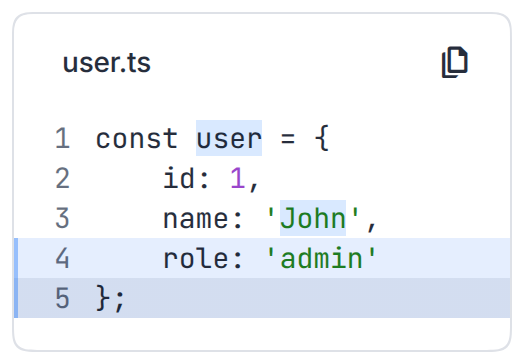 user.ts
1 const user = {
2     id: 1,
3     name: 'John',
4     role: 'admin'
5 };